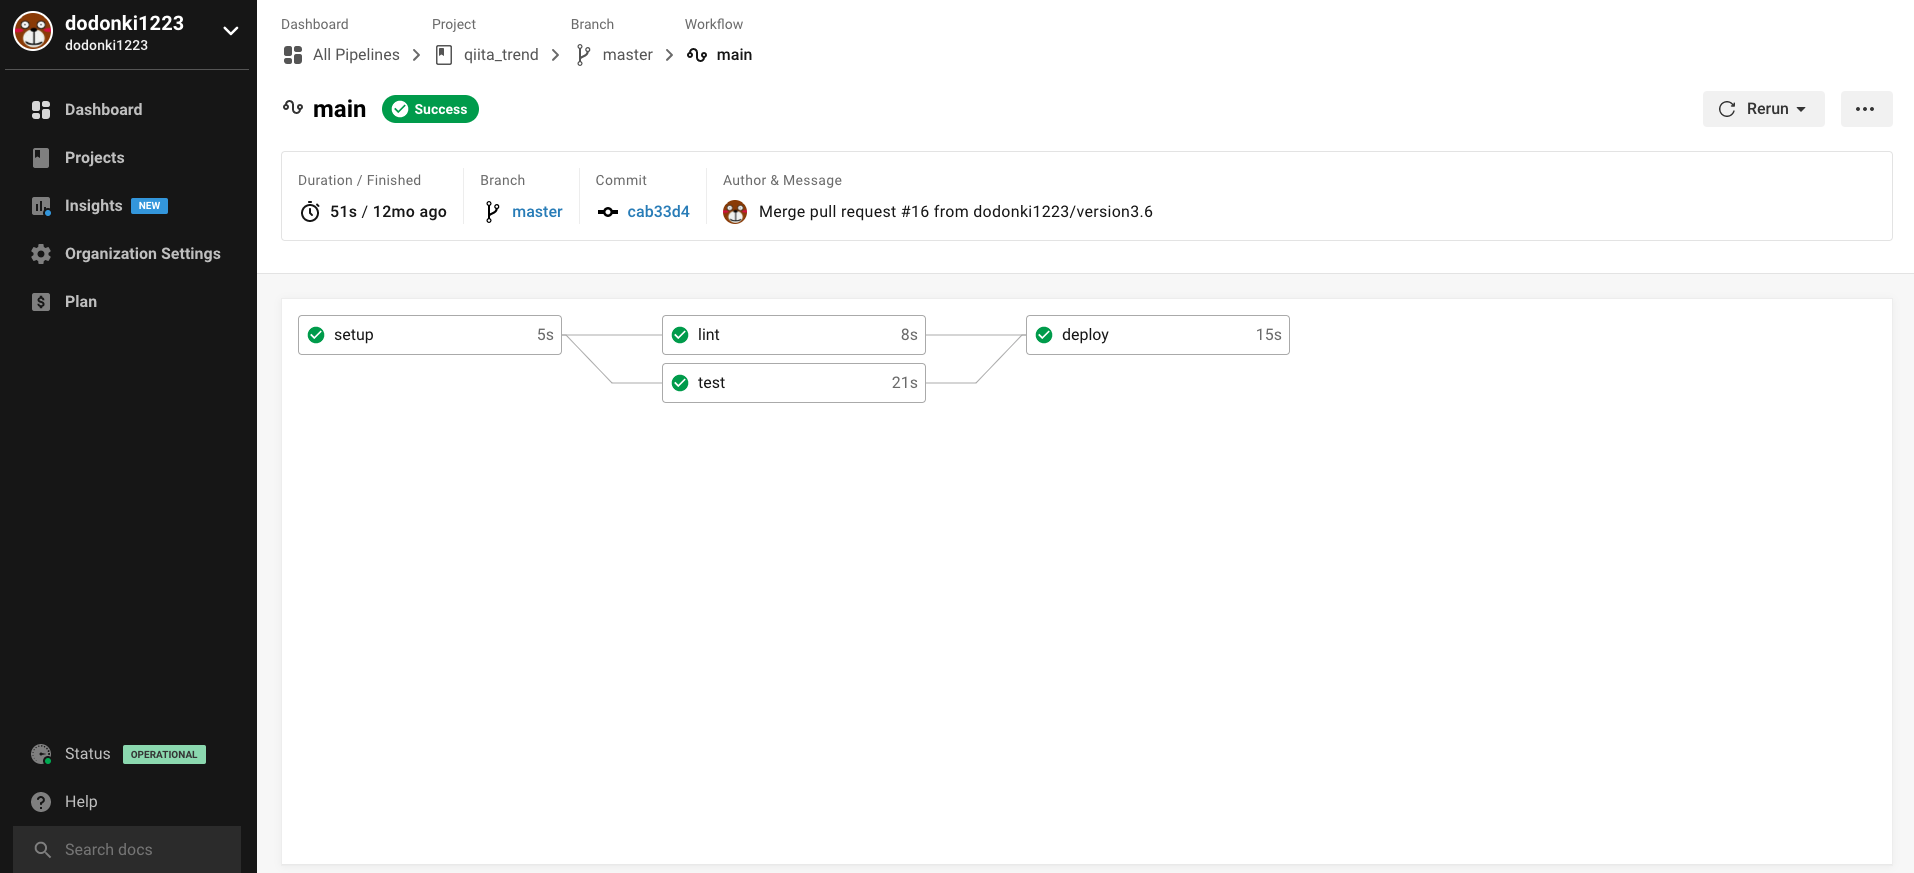 dodonki1223
dodonki1223
Dashboard
Projects
Insights NEW
Organization Settings
Plan
Status OPERATIONAL
Help
Search docs
Dashboard Project Branch Workflow
All Pipelines qiita_trend master main
main Success
Rerun
Duration / Finished Branch Commit Author & Message
51s / 12mo ago master cab33d4 Merge pull request #16 from dodonki1223/version3.6
setup 5s lint 8s deploy 15s
test 21s